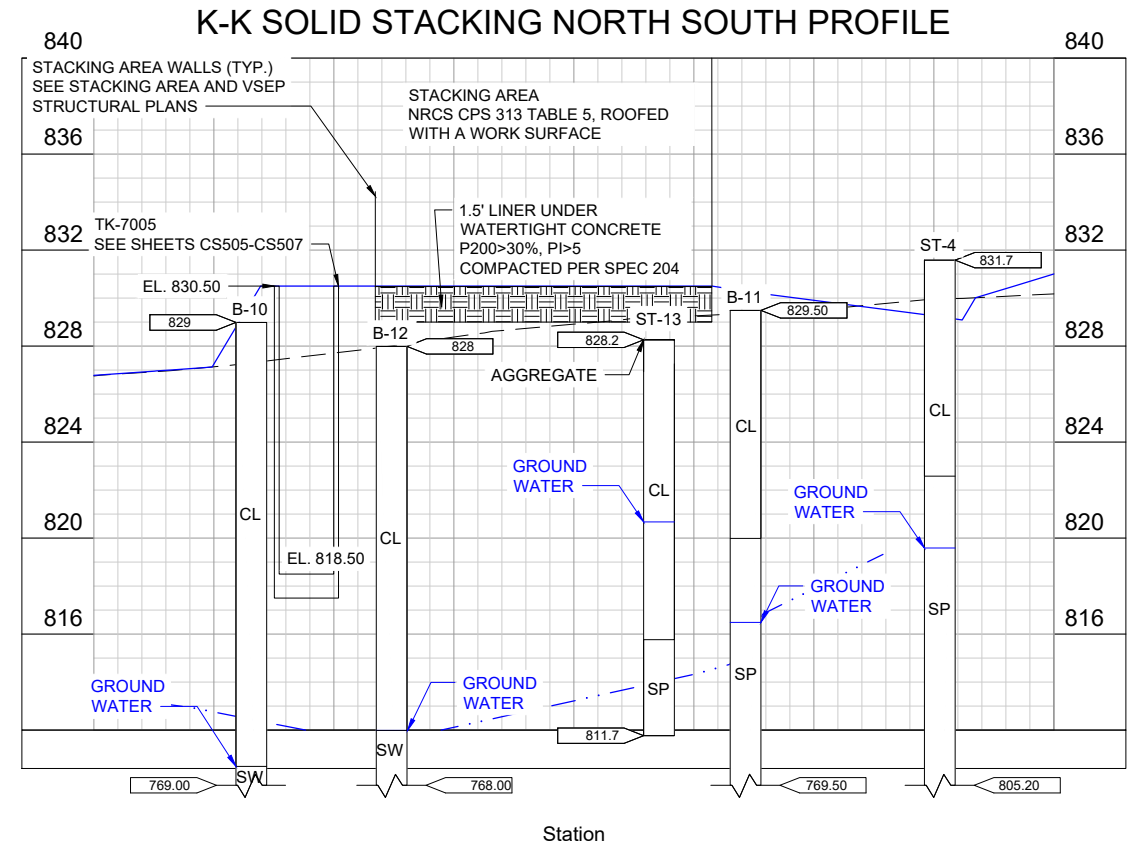 K-K SOLID STACKING NORTH SOUTH PROFILE
840
840
STACKING AREA WALLS (TYP.)
SEE STACKING AREA AND VSEP
STRUCTURAL PLANS
STACKING AREA
NRCS CPS 313 TABLE 5, ROOFED
WITH A WORK SURFACE
836
836
1.5' LINER UNDER
WATERTIGHT CONCRETE
P200>30%, PI>5
COMPACTED PER SPEC 204
TK-7005
SEE SHEETS CS505-CS507
832
832
ST-4
831.7
EL. 830.50
B-10
B-11
829
B-12
ST-13
829.50
828
828
828.2
828
AGGREGATE
CL
CL
824
824
GROUND
WATER
CL
GROUND
WATER
CL
820
820
CL
EL. 818.50
GROUND
WATER
SP
816
816
SP
SP
GROUND
WATER
GROUND
WATER
811.7
SW
SW
769.00
768.00
769.50
805.20
Station